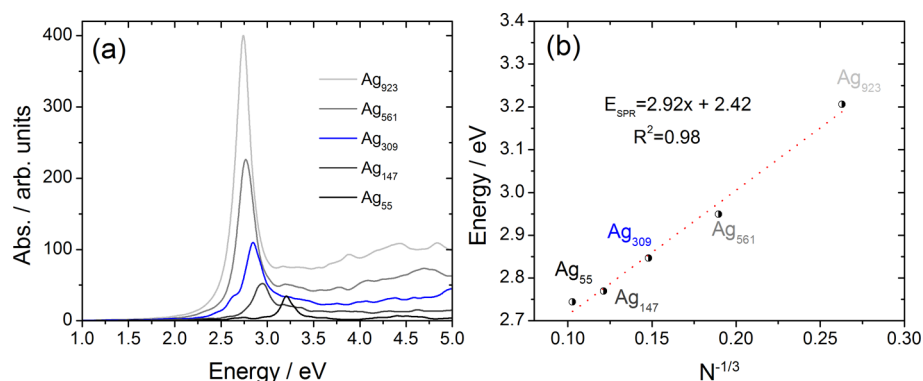 (a)
Abs. / arb. units
400
300
200
100
0
1.0 1.5 2.0 2.5 3.0 3.5 4.0 4.5 5.0
Energy / eV
Ag₉₂₃
Ag₅₆₁
Ag₃₀₉
Ag₁₄₇
Ag₅₅
(b)
Energy / eV
3.4
3.3
3.2
3.1
3.0
2.9
2.8
2.7
0.10 0.15 0.20 0.25 0.30
N⁻¹ᐟ³
E_SPR=2.92x + 2.42
R²=0.98
Ag₉₂₃
Ag₃₀₉
Ag₅₆₁
Ag₅₅
Ag₁₄₇